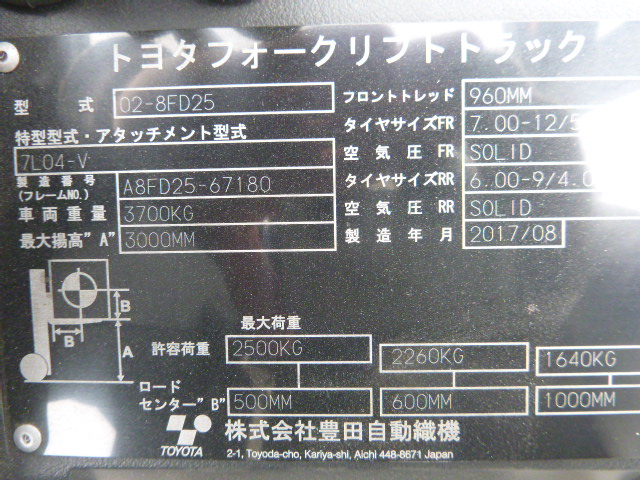 トヨタフォークリフトトラック
型 式 02-8FD25 フロントトレッド 960MM
特型型式・アタッチメント型式 タイヤサイズFR 7.00-12/5
7L04-V 空気圧 FR SOLID
製造番号 (フレームNO.) A8FD25-67180 タイヤサイズRR 6.00-9/4.0
車両重量 3700KG 空気圧 RR SOLID
最大揚高"A" 3000MM 製造年月 2017/08
B
B
A
最大荷重
許容荷重 2500KG 2260KG 1640KG
ロード
センター"B" 500MM 600MM 1000MM
TOYOTA 株式会社豊田自動織機
2-1, Toyoda-cho, Kariya-shi, Aichi 448-8671 Japan